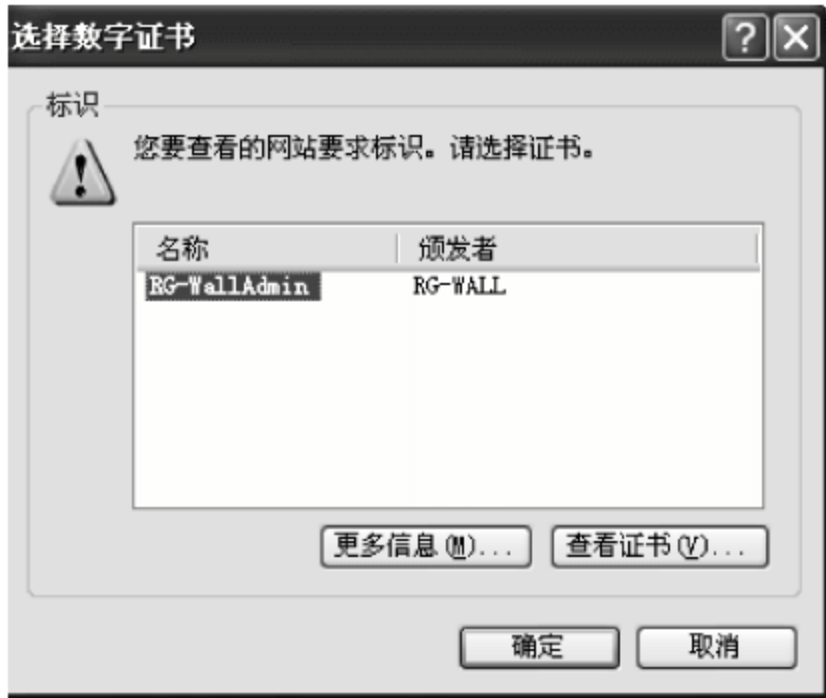 选择数字证书
标识
您要查看的网站要求标识。请选择证书。
名称 颁发者
RG-WallAdmin RG-WALL
更多信息(M)... 查看证书(V)...
确定 取消